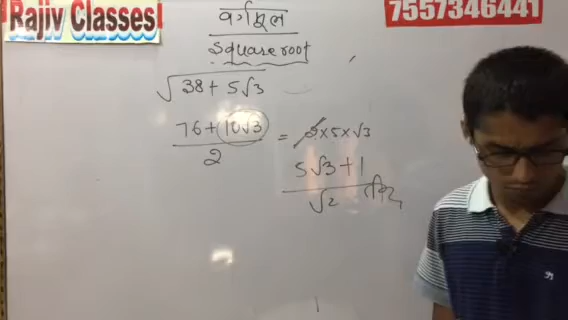 Rajiv Classes
7557346441
वर्गमूल
Square root
√38 + 5√3
76 + 10√3 = 2×5×√3
2
5√3 + 1
√2